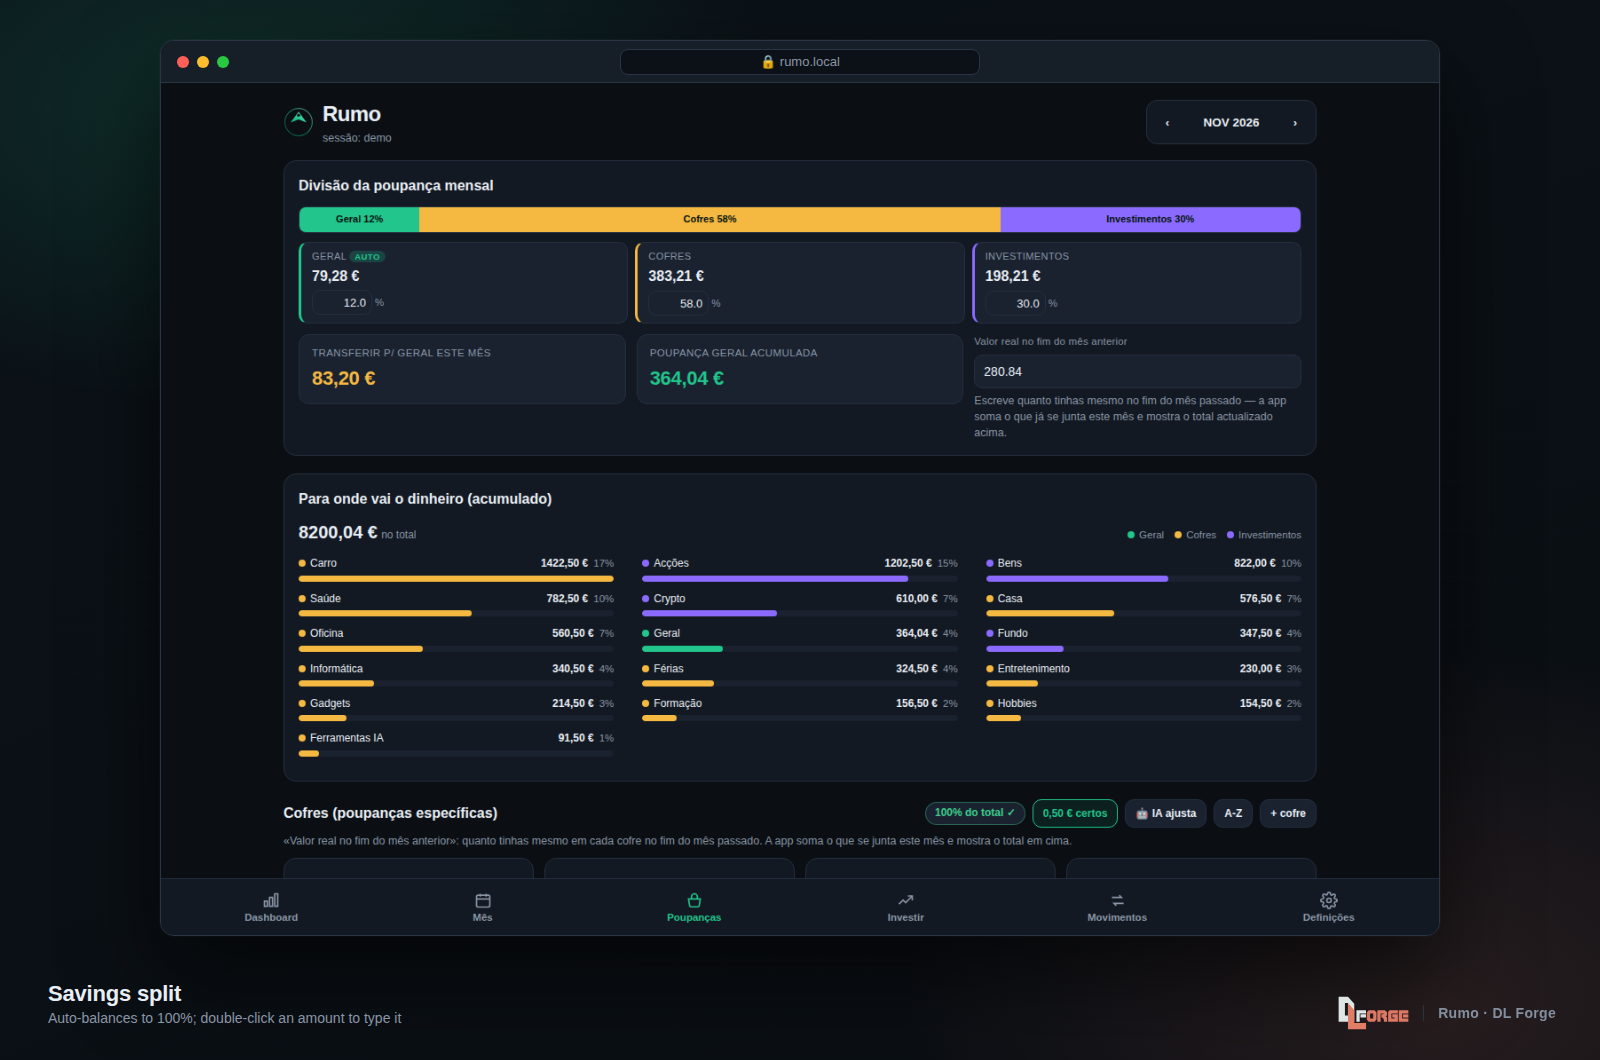 🔒 rumo.local
Rumo
sessão: demo
‹ NOV 2026 ›
Divisão da poupança mensal
Geral 12% Cofres 58% Investimentos 30%
GERAL AUTO
79,28 €
12.0 %
COFRES
383,21 €
58.0 %
INVESTIMENTOS
198,21 €
30.0 %
TRANSFERIR P/ GERAL ESTE MÊS
83,20 €
POUPANÇA GERAL ACUMULADA
364,04 €
Valor real no fim do mês anterior
280.84
Escreve quanto tinhas mesmo no fim do mês passado — a app
soma o que já se junta este mês e mostra o total actualizado
acima.
Para onde vai o dinheiro (acumulado)
8200,04 € no total
Geral Cofres Investimentos
Carro 1422,50 € 17%
Acções 1202,50 € 15%
Bens 822,00 € 10%
Saúde 782,50 € 10%
Crypto 610,00 € 7%
Casa 576,50 € 7%
Oficina 560,50 € 7%
Geral 364,04 € 4%
Fundo 347,50 € 4%
Informática 340,50 € 4%
Férias 324,50 € 4%
Entretenimento 230,00 € 3%
Gadgets 214,50 € 3%
Formação 156,50 € 2%
Hobbies 154,50 € 2%
Ferramentas IA 91,50 € 1%
Cofres (poupanças específicas)
100% do total ✓
0,50 € certos
🤖 IA ajusta
A-Z
+ cofre
«Valor real no fim do mês anterior»: quanto tinhas mesmo em cada cofre no fim do mês passado. A app soma o que se junta este mês e mostra o total em cima.
Dashboard
Mês
Poupanças
Investir
Movimentos
Definições
Savings split
Auto-balances to 100%; double-click an amount to type it
DL FORGE
Rumo · DL Forge